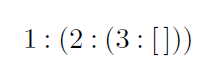 1 : (2 : (3 : [ ]))